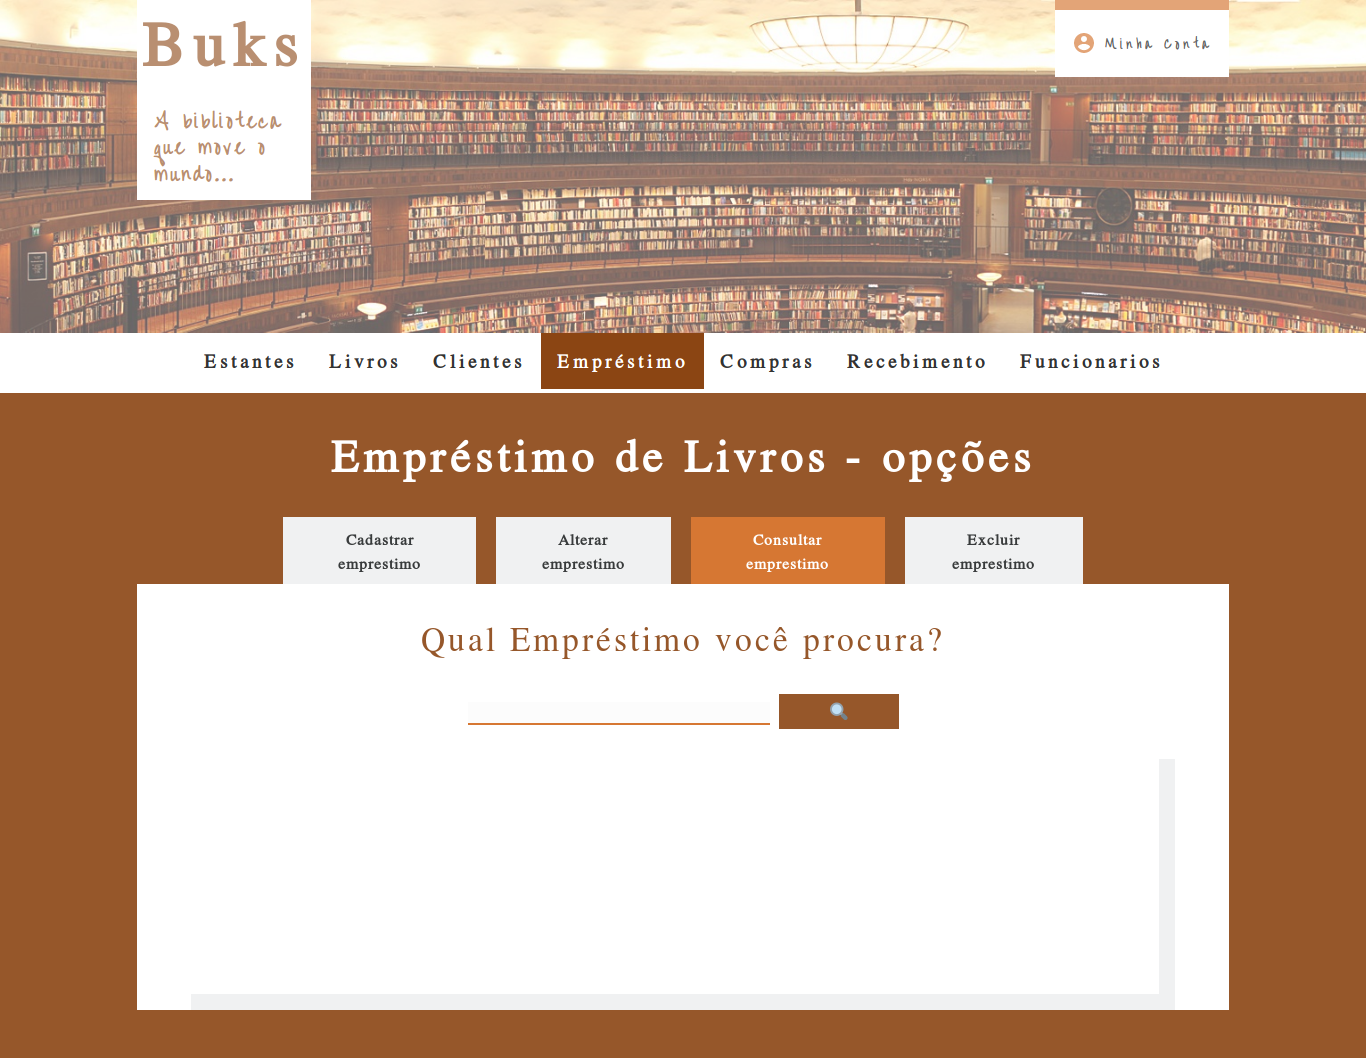 Buks
A biblioteca
que move o
mundo...
Minha conta
Estantes Livros Clientes Empréstimo Compras Recebimento Funcionarios
Empréstimo de Livros - opções
Cadastrar
emprestimo
Alterar
emprestimo
Consultar
emprestimo
Excluir
emprestimo
Qual Empréstimo você procura?